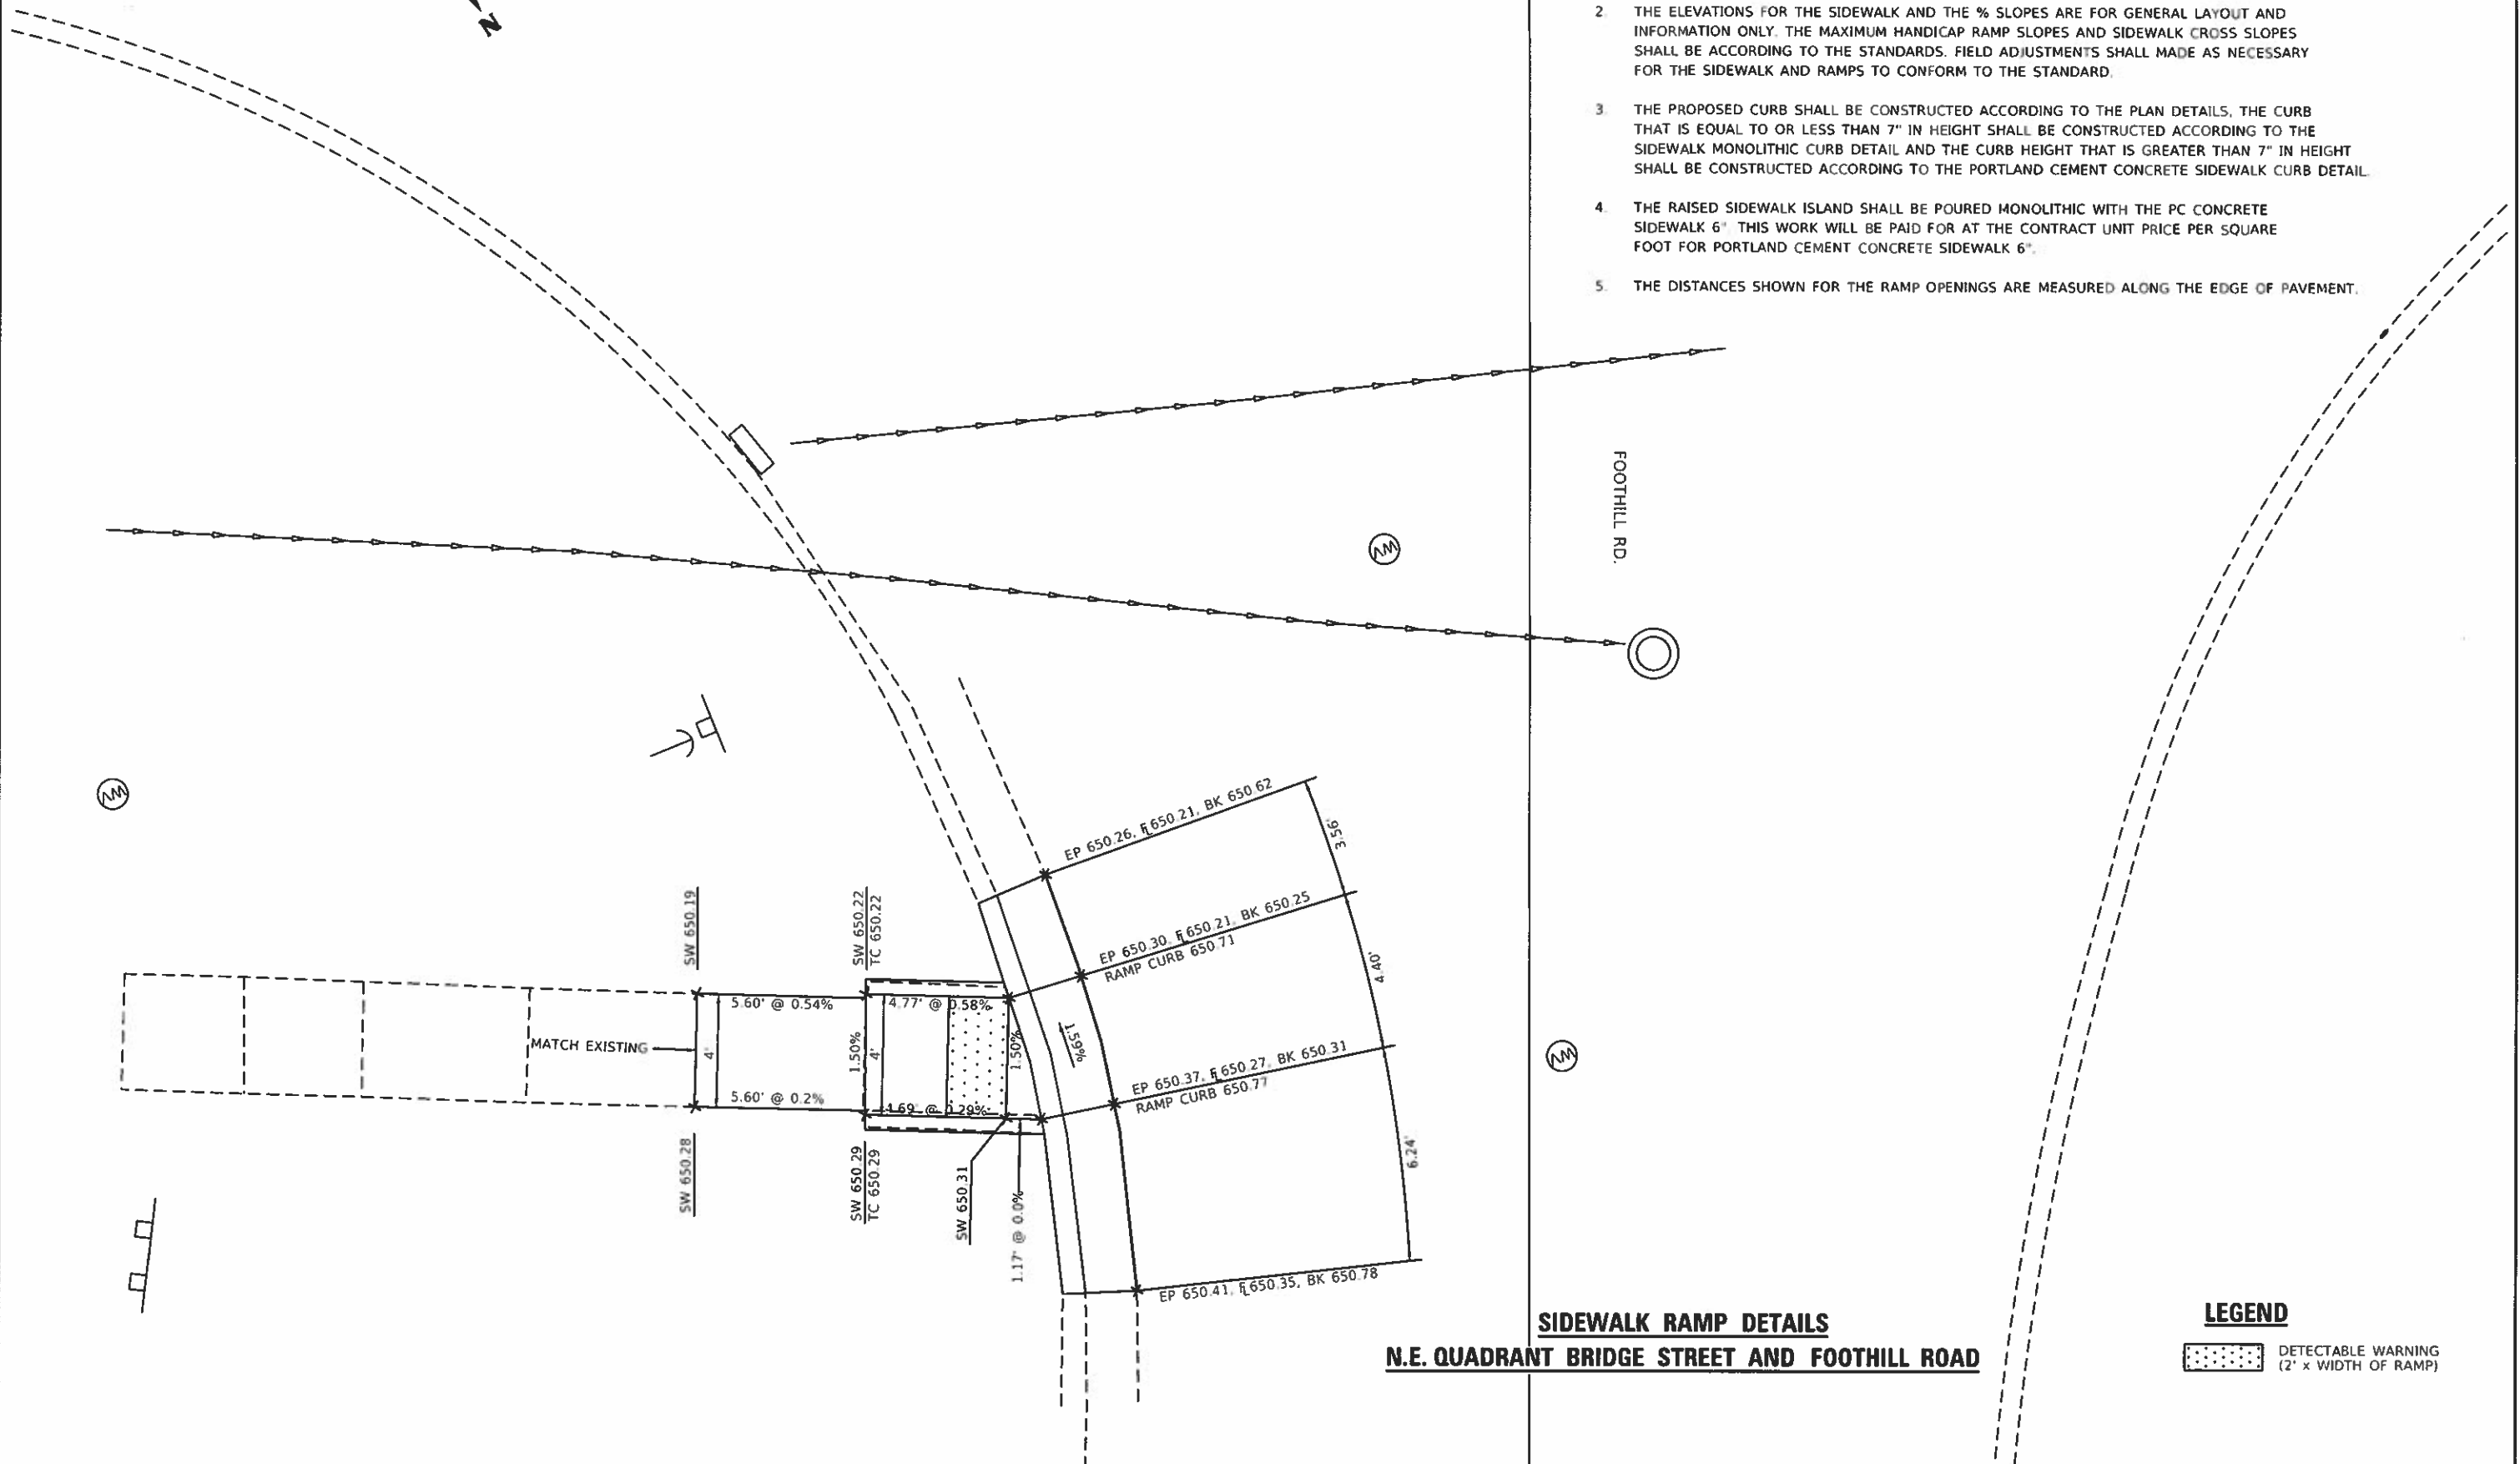 N
2. THE ELEVATIONS FOR THE SIDEWALK AND THE % SLOPES ARE FOR GENERAL LAYOUT AND
INFORMATION ONLY. THE MAXIMUM HANDICAP RAMP SLOPES AND SIDEWALK CROSS SLOPES
SHALL BE ACCORDING TO THE STANDARDS. FIELD ADJUSTMENTS SHALL MADE AS NECESSARY
FOR THE SIDEWALK AND RAMPS TO CONFORM TO THE STANDARD.
3. THE PROPOSED CURB SHALL BE CONSTRUCTED ACCORDING TO THE PLAN DETAILS, THE CURB
THAT IS EQUAL TO OR LESS THAN 7" IN HEIGHT SHALL BE CONSTRUCTED ACCORDING TO THE
SIDEWALK MONOLITHIC CURB DETAIL AND THE CURB HEIGHT THAT IS GREATER THAN 7" IN HEIGHT
SHALL BE CONSTRUCTED ACCORDING TO THE PORTLAND CEMENT CONCRETE SIDEWALK CURB DETAIL.
4. THE RAISED SIDEWALK ISLAND SHALL BE POURED MONOLITHIC WITH THE PC CONCRETE
SIDEWALK 6" THIS WORK WILL BE PAID FOR AT THE CONTRACT UNIT PRICE PER SQUARE
FOOT FOR PORTLAND CEMENT CONCRETE SIDEWALK 6".
5. THE DISTANCES SHOWN FOR THE RAMP OPENINGS ARE MEASURED ALONG THE EDGE OF PAVEMENT.
FOOTHILL RD.
WV
WV
WV
EP 650.26, FL 650.21, BK 650.62
3.56'
EP 650.30, FL 650.21, BK 650.25
RAMP CURB 650.71
4.40'
EP 650.37, FL 650.27, BK 650.31
RAMP CURB 650.77
6.24'
EP 650.41, FL 650.35, BK 650.78
1.59%
SW 650.19
SW 650.22
TC 650.22
5.60' @ 0.54%
4.77' @ 0.58%
MATCH EXISTING
4'
1.50%
4'
1.50%
5.60' @ 0.2%
4.69' @ 0.29%
SW 650.28
SW 650.29
TC 650.29
SW 650.31
1.17' @ 0.0%
SIDEWALK RAMP DETAILS
N.E. QUADRANT BRIDGE STREET AND FOOTHILL ROAD
LEGEND
DETECTABLE WARNING
(2' x WIDTH OF RAMP)